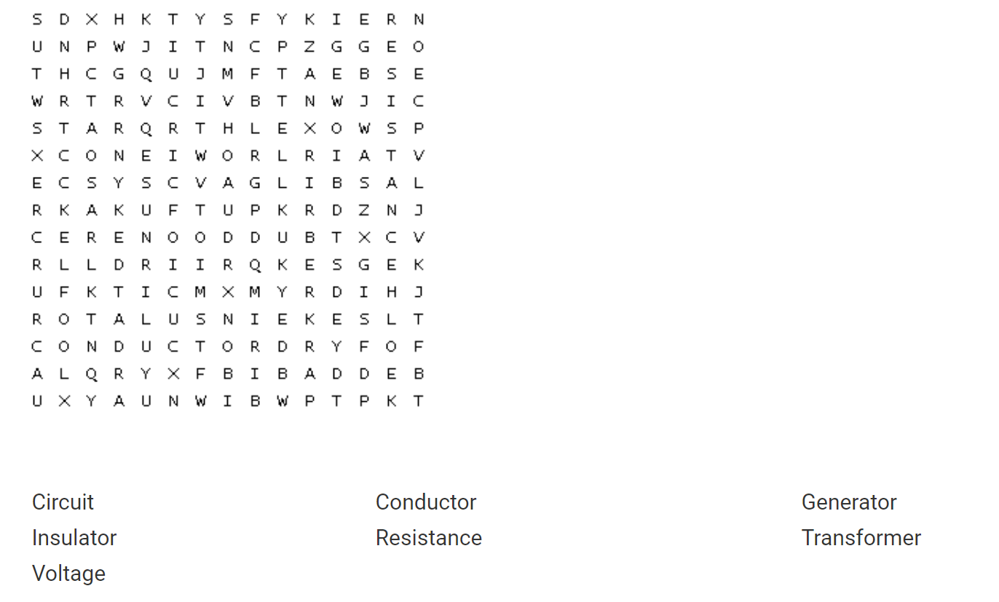 S D X H K T Y S F Y K I E R N
U N P W J I T N C P Z G G E O
T H C G Q U J M F T A E B S E
W R T R V C I V B T N W J I C
S T A R Q R T H L E X O W S P
X C O N E I W O R L R I A T V
E C S Y S C V A G L I B S A L
R K A K U F T U P K R D Z N J
C E R E N O O D D U B T X C V
R L L D R I I R Q K E S G E K
U F K T I C M X M Y R D I H J
R O T A L U S N I E K E S L T
C O N D U C T O R D R Y F O F
A L Q R Y X F B I B A D D E B
U X Y A U N W I B W P T P K T
Circuit Conductor Generator
Insulator Resistance Transformer
Voltage